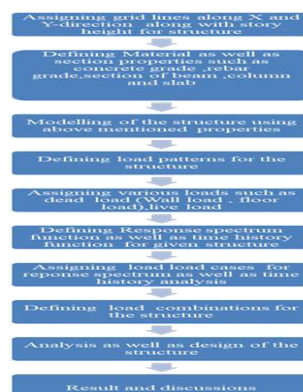 Assigning grid lines along X and
Y-direction along with story
height for structure
Defining Material as well as
section properties such as
concrete grade ,rebar
grade,section of beam ,column
and slab
Modelling of the structure using
above mentioned properties
Defining load patterns for the
structure
Assigning various loads such as
dead load (Wall load , floor
load),live load
Defining Response spectrum
function as well as time history
function for given structure
Assigning load load cases for
reponse spectrum as well as time
history analysis
Defining load combinations for
the structure
Analysis as well as design of the
structure
Result and discussions